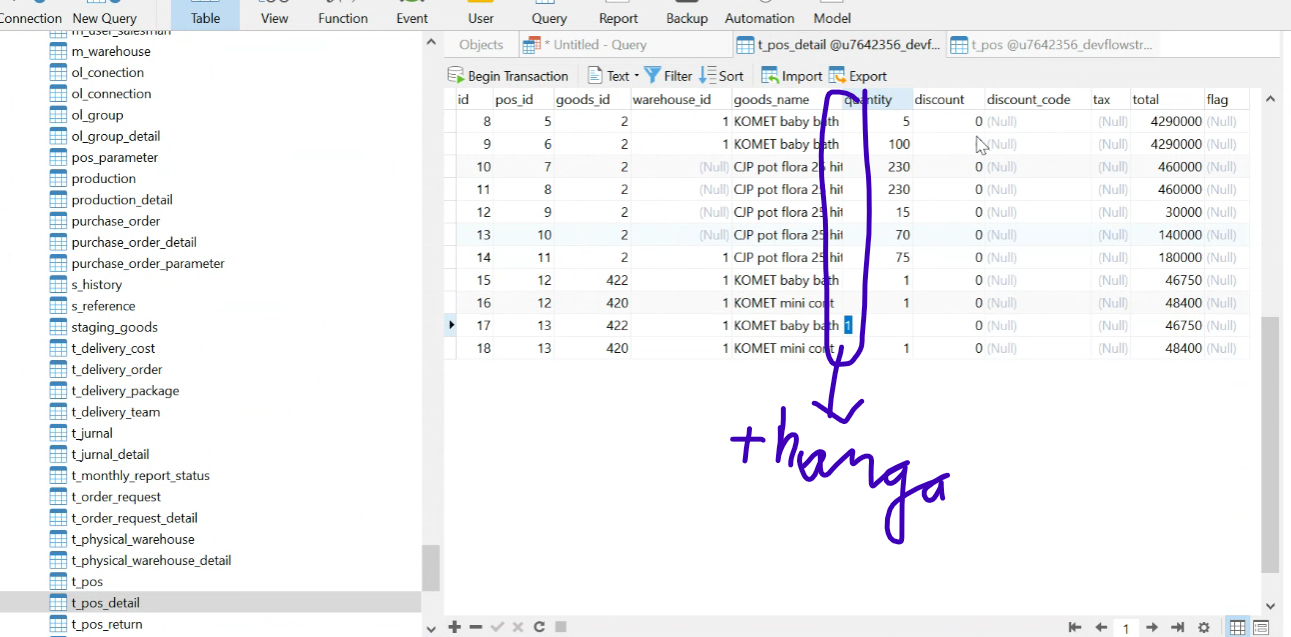 Connection New Query Table View Function Event User Query Report Backup Automation Model
m_user_salesman
m_warehouse
ol_conection
ol_connection
ol_group
ol_group_detail
pos_parameter
production
production_detail
purchase_order
purchase_order_detail
purchase_order_parameter
s_history
s_reference
staging_goods
t_delivery_cost
t_delivery_order
t_delivery_package
t_delivery_team
t_jurnal
t_jurnal_detail
t_monthly_report_status
t_order_request
t_order_request_detail
t_physical_warehouse
t_physical_warehouse_detail
t_pos
t_pos_detail
t_pos_return
Objects * Untitled - Query t_pos_detail @u7642356_devf... t_pos @u7642356_devflowstr...
Begin Transaction Text Filter Sort Import Export
id pos_id goods_id warehouse_id goods_name quantity discount discount_code tax total flag
8 5 2 1 KOMET baby bath 5 0 (Null) (Null) 4290000 (Null)
9 6 2 1 KOMET baby bath 100 0 (Null) (Null) 4290000 (Null)
10 7 2 (Null) CJP pot flora 25 hit 230 0 (Null) (Null) 460000 (Null)
11 8 2 (Null) CJP pot flora 25 hit 230 0 (Null) (Null) 460000 (Null)
12 9 2 (Null) CJP pot flora 25 hit 15 0 (Null) (Null) 30000 (Null)
13 10 2 (Null) CJP pot flora 25 hit 70 0 (Null) (Null) 140000 (Null)
14 11 2 1 CJP pot flora 25 hit 75 0 (Null) (Null) 180000 (Null)
15 12 422 1 KOMET baby bath 1 0 (Null) (Null) 46750 (Null)
16 12 420 1 KOMET mini cont 1 0 (Null) (Null) 48400 (Null)
17 13 422 1 KOMET baby bath 1 0 (Null) (Null) 46750 (Null)
18 13 420 1 KOMET mini cont 1 0 (Null) (Null) 48400 (Null)
+ hanga
1